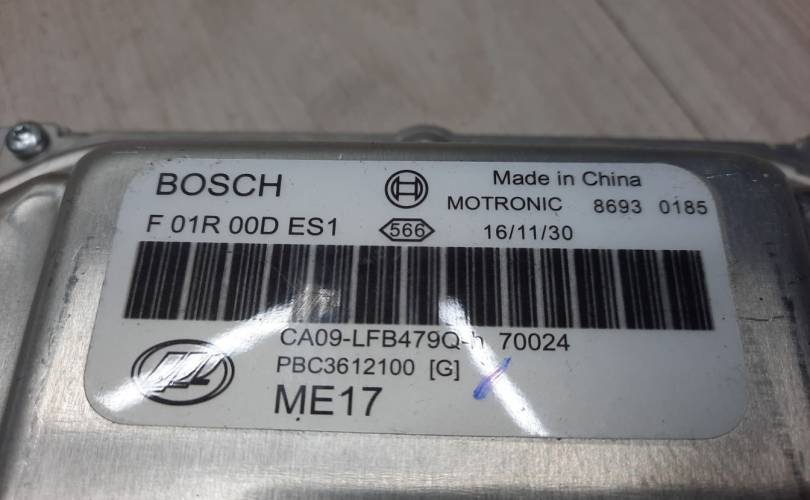 BOSCH
Made in China
MOTRONIC 8693 0185
F 01R 00D ES1
566
16/11/30
CA09-LFB479Q-h 70024
PBC3612100 [G]
ME17